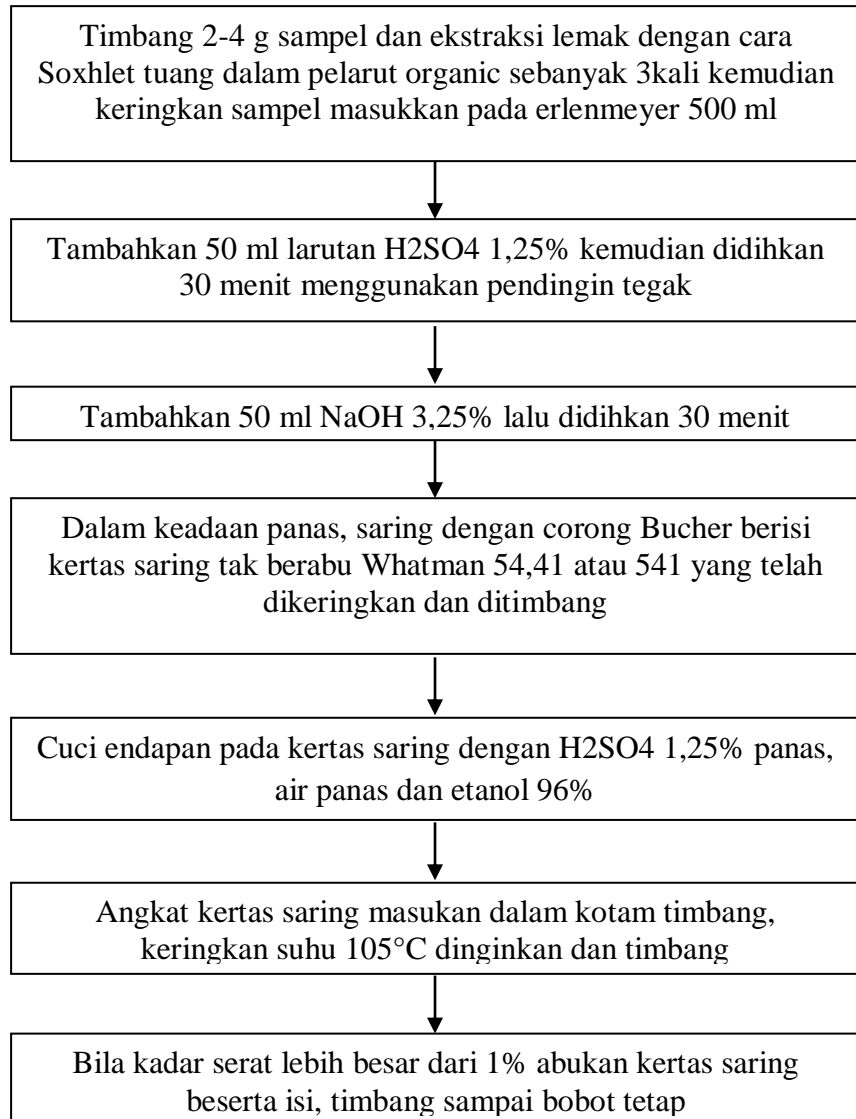 Timbang 2-4 g sampel dan ekstraksi lemak dengan cara
Soxhlet tuang dalam pelarut organic sebanyak 3kali kemudian
keringkan sampel masukkan pada erlenmeyer 500 ml
Tambahkan 50 ml larutan H2SO4 1,25% kemudian didihkan
30 menit menggunakan pendingin tegak
Tambahkan 50 ml NaOH 3,25% lalu didihkan 30 menit
Dalam keadaan panas, saring dengan corong Bucher berisi
kertas saring tak berabu Whatman 54,41 atau 541 yang telah
dikeringkan dan ditimbang
Cuci endapan pada kertas saring dengan H2SO4 1,25% panas,
air panas dan etanol 96%
Angkat kertas saring masukan dalam kotam timbang,
keringkan suhu 105°C dinginkan dan timbang
Bila kadar serat lebih besar dari 1% abukan kertas saring
beserta isi, timbang sampai bobot tetap